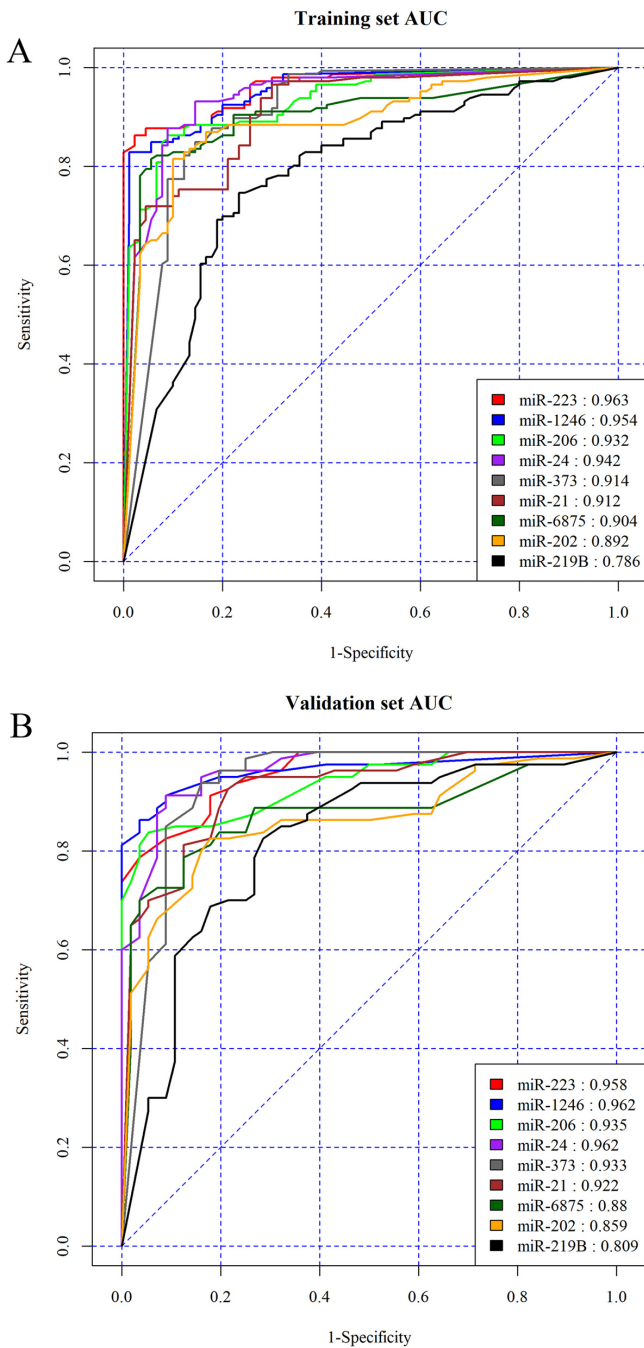 Training set AUC
A
1.0
0.8
0.6
0.4
0.2
0.0
Sensitivity
miR-223 : 0.963
miR-1246 : 0.954
miR-206 : 0.932
miR-24 : 0.942
miR-373 : 0.914
miR-21 : 0.912
miR-6875 : 0.904
miR-202 : 0.892
miR-219B : 0.786
0.0 0.2 0.4 0.6 0.8 1.0
1-Specificity
Validation set AUC
B
1.0
0.8
0.6
0.4
0.2
0.0
Sensitivity
miR-223 : 0.958
miR-1246 : 0.962
miR-206 : 0.935
miR-24 : 0.962
miR-373 : 0.933
miR-21 : 0.922
miR-6875 : 0.88
miR-202 : 0.859
miR-219B : 0.809
0.0 0.2 0.4 0.6 0.8 1.0
1-Specificity